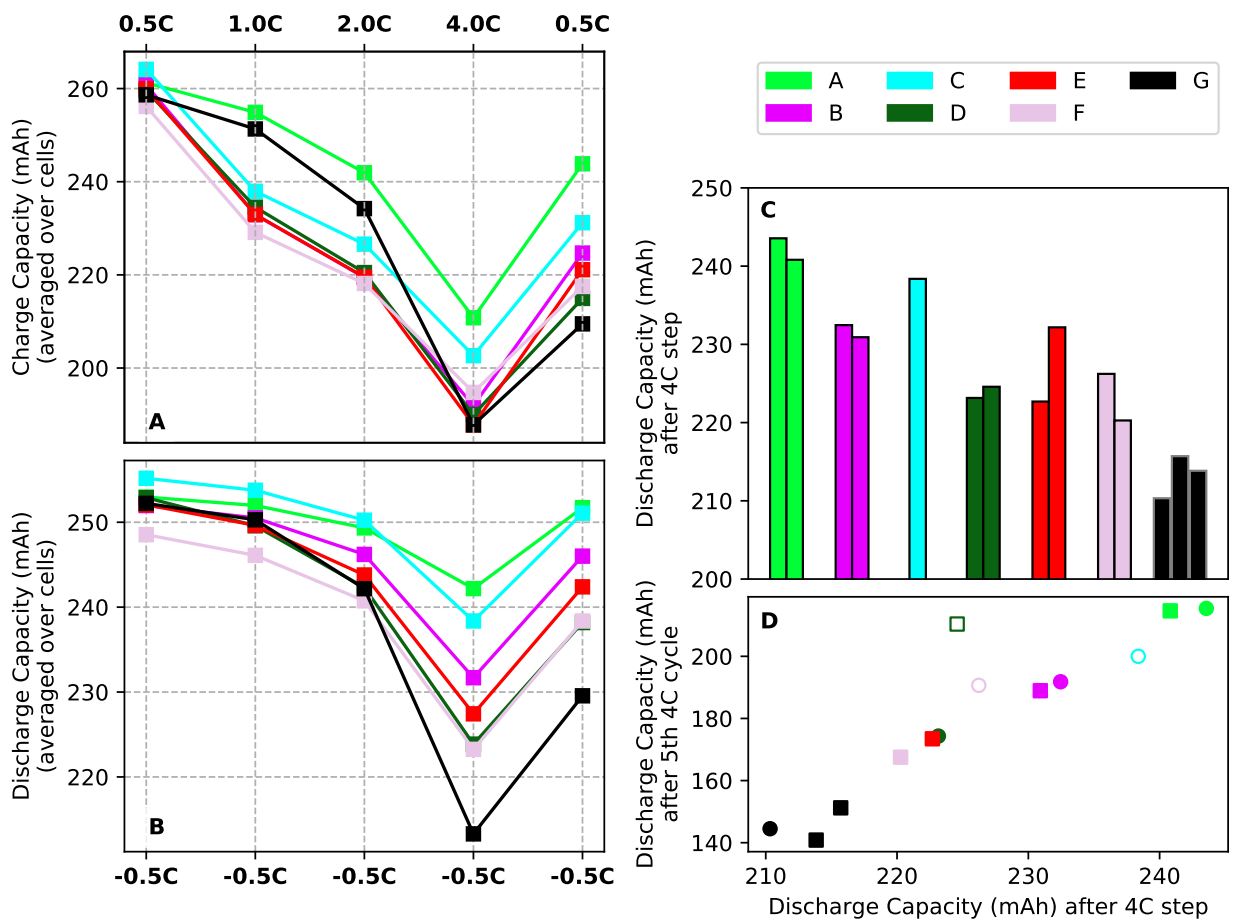 0.5C 1.0C 2.0C 4.0C 0.5C
260
240
220
200
Charge Capacity (mAh)
(averaged over cells)
A
250
240
230
220
Discharge Capacity (mAh)
(averaged over cells)
B
-0.5C -0.5C -0.5C -0.5C -0.5C
A C E G
B D F
250
240
230
220
210
200
Discharge Capacity (mAh)
after 4C step
C
200
180
160
140
Discharge Capacity (mAh)
after 5th 4C cycle
D
210 220 230 240
Discharge Capacity (mAh) after 4C step